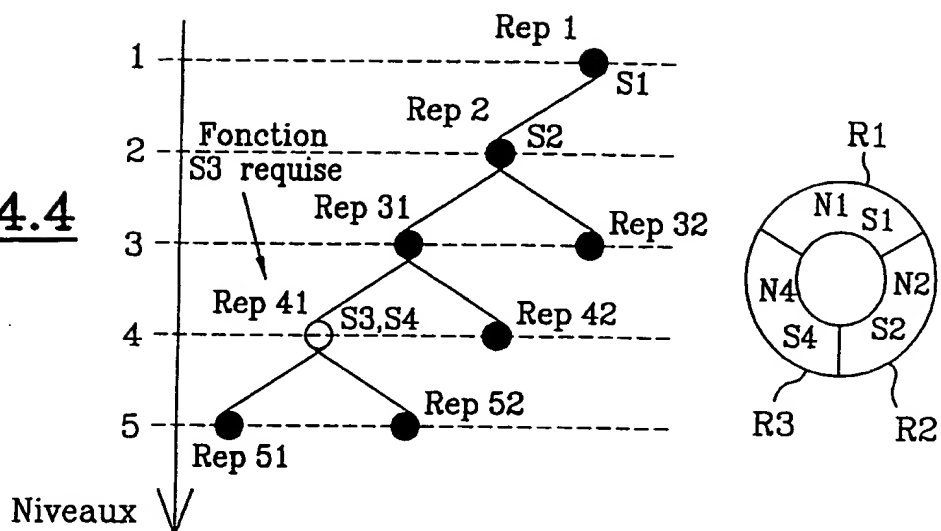 Rep 1
1
S1
Rep 2
Fonction
2
S2
R1
S3 requise
4.4
Rep 31
Rep 32
N1
S1
3
N4
N2
Rep 41
S3,S4
Rep 42
S4
S2
4
Rep 52
R3
R2
5
Rep 51
Niveaux